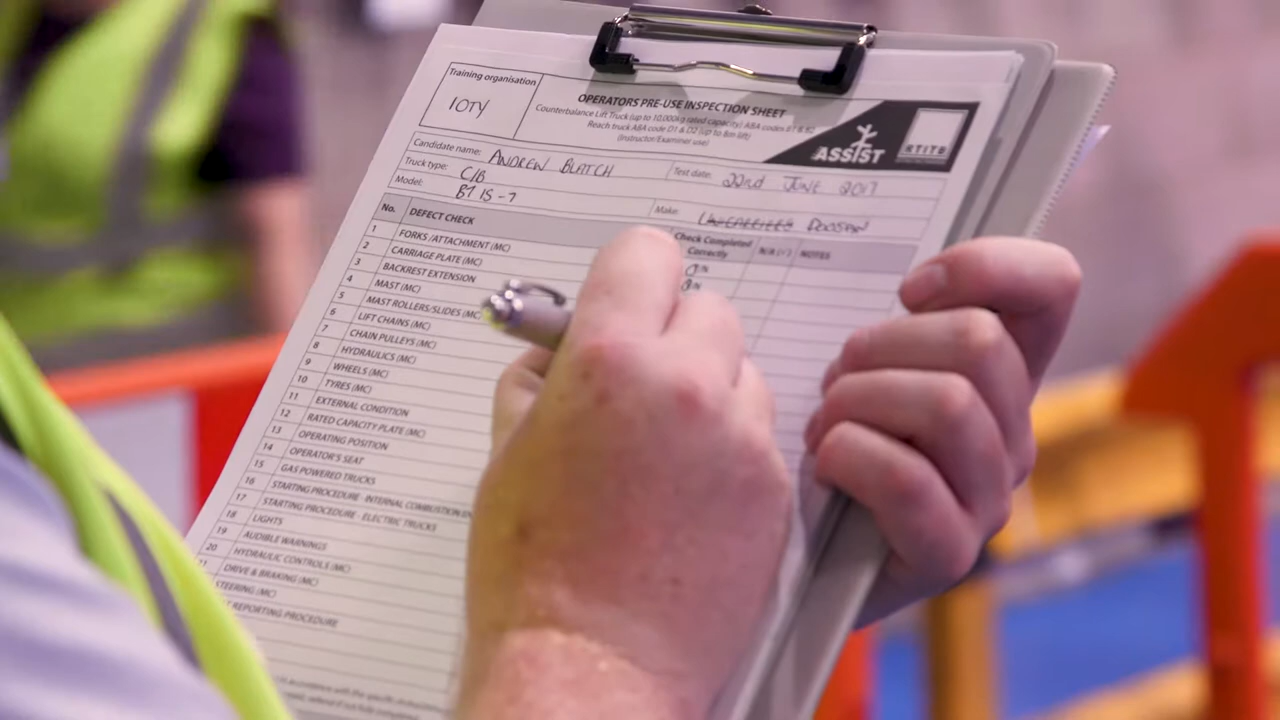 Training organisation
IOTY
OPERATORS PRE-USE INSPECTION SHEET
Counterbalance Lift Truck (up to 10,000kg rated capacity) ABA codes B1 & B2
Reach truck ABA code D1 & D2 (up to 8m lift)
(Instructor/Examiner use)
ASSIST
RTITB
Candidate name: ANDREW BLATCH
Test date: 22nd JUNE 2017
Truck type: C/B
Model: BT 15-7
Make: DOOSAN
No. DEFECT CHECK
Check Completed Correctly
N/A (✓)
NOTES
1 FORKS /ATTACHMENT (MC)
2 CARRIAGE PLATE (MC)
3 BACKREST EXTENSION
4 MAST (MC)
5 MAST ROLLERS/SLIDES (MC)
6 LIFT CHAINS (MC)
7 CHAIN PULLEYS (MC)
8 HYDRAULICS (MC)
9 WHEELS (MC)
10 TYRES (MC)
11 EXTERNAL CONDITION
12 RATED CAPACITY PLATE (MC)
13 OPERATING POSITION
14 OPERATOR'S SEAT
15 GAS POWERED TRUCKS
16 STARTING PROCEDURE - INTERNAL COMBUSTION EN
17 STARTING PROCEDURE - ELECTRIC TRUCKS
18 LIGHTS
19 AUDIBLE WARNINGS
20 HYDRAULIC CONTROLS (MC)
21 DRIVE & BRAKING (MC)
STEERING (MC)
REPORTING PROCEDURE